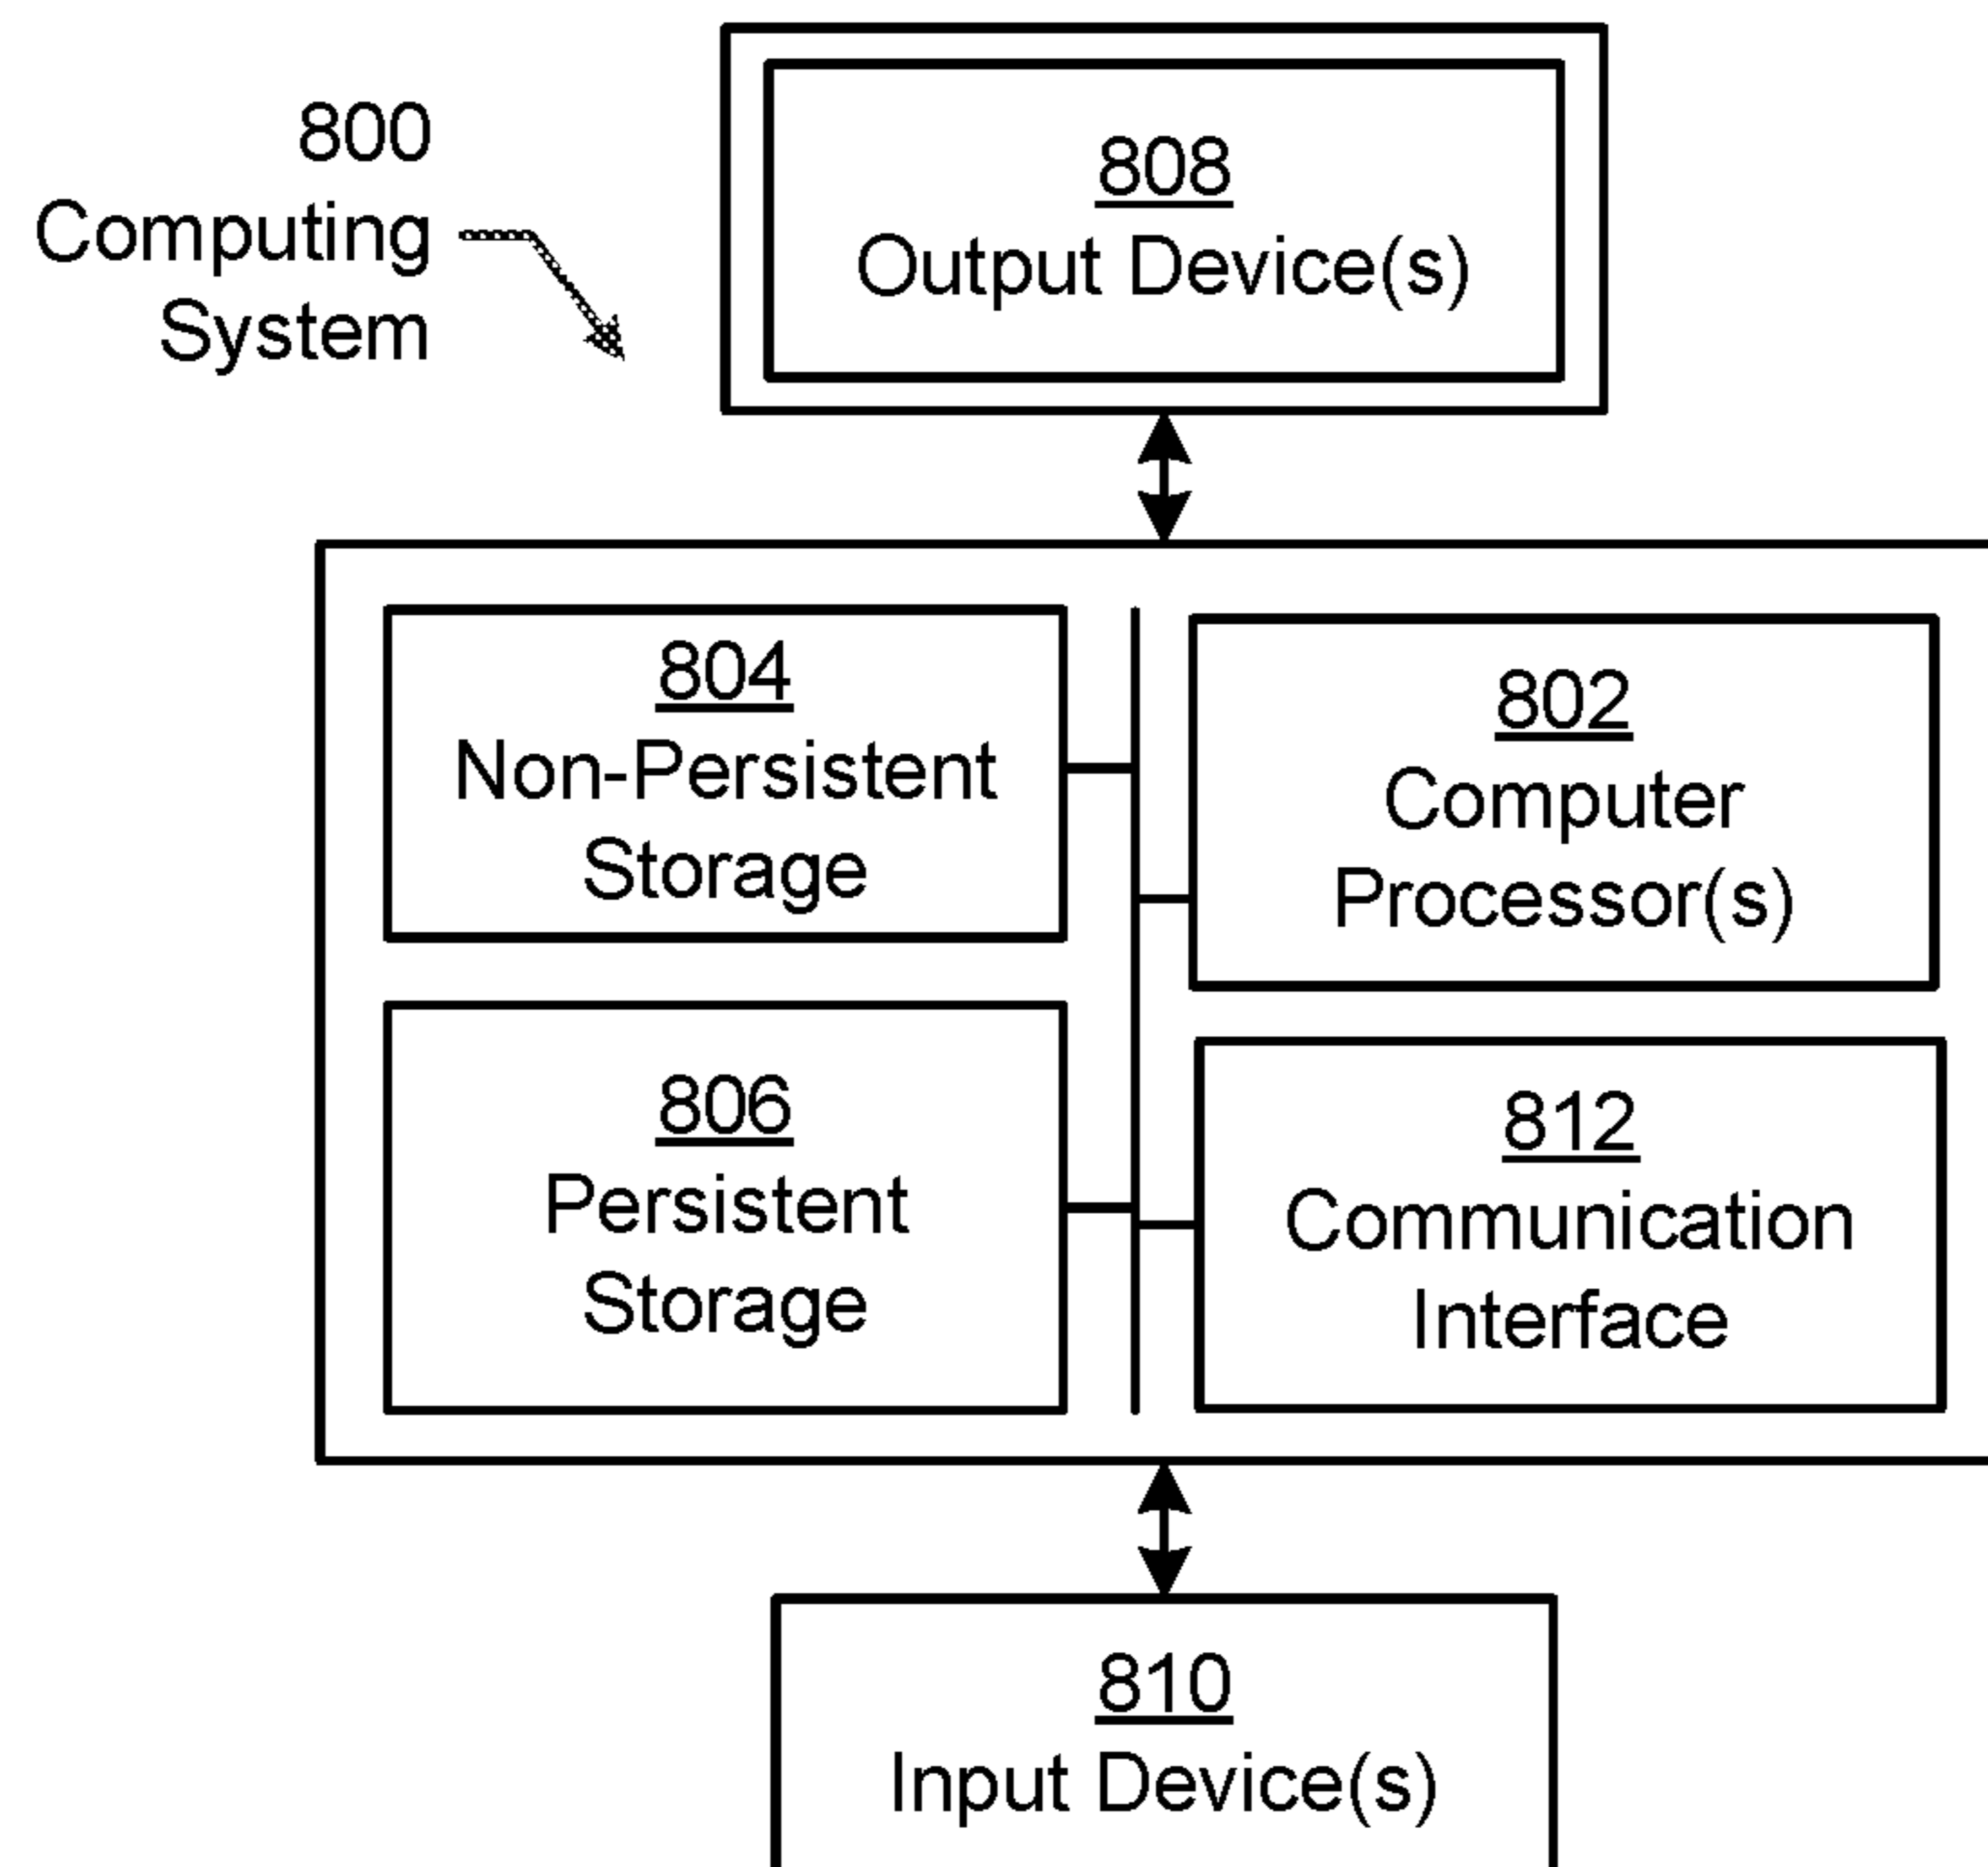 800
Computing
System
808
Output Device(s)
804
Non-Persistent
Storage
802
Computer
Processor(s)
806
Persistent
Storage
812
Communication
Interface
810
Input Device(s)